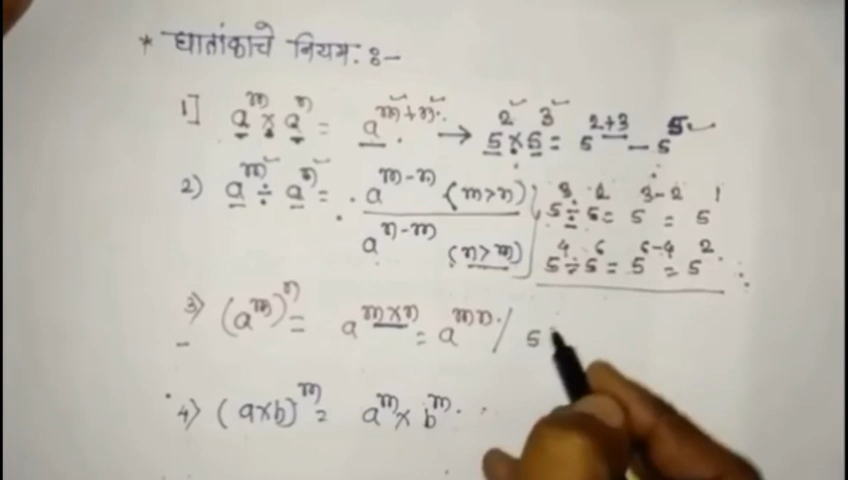 * घातांकाचे नियम :-
1] aᵐ × aⁿ = aᵐ⁺ⁿ. → 5² × 5³ = 5²⁺³ – 5⁵
2) aᵐ ÷ aⁿ = aᵐ⁻ⁿ (m>n) 5³ ÷ 5² = 5³⁻² = 5¹
aⁿ⁻ᵐ (n>m) 5⁴ ÷ 5⁶ = 5⁶⁻⁴ = 5²
3) (aᵐ)ⁿ = aᵐˣⁿ = aᵐⁿ / 5
4) (a×b)ᵐ = aᵐ × bᵐ.